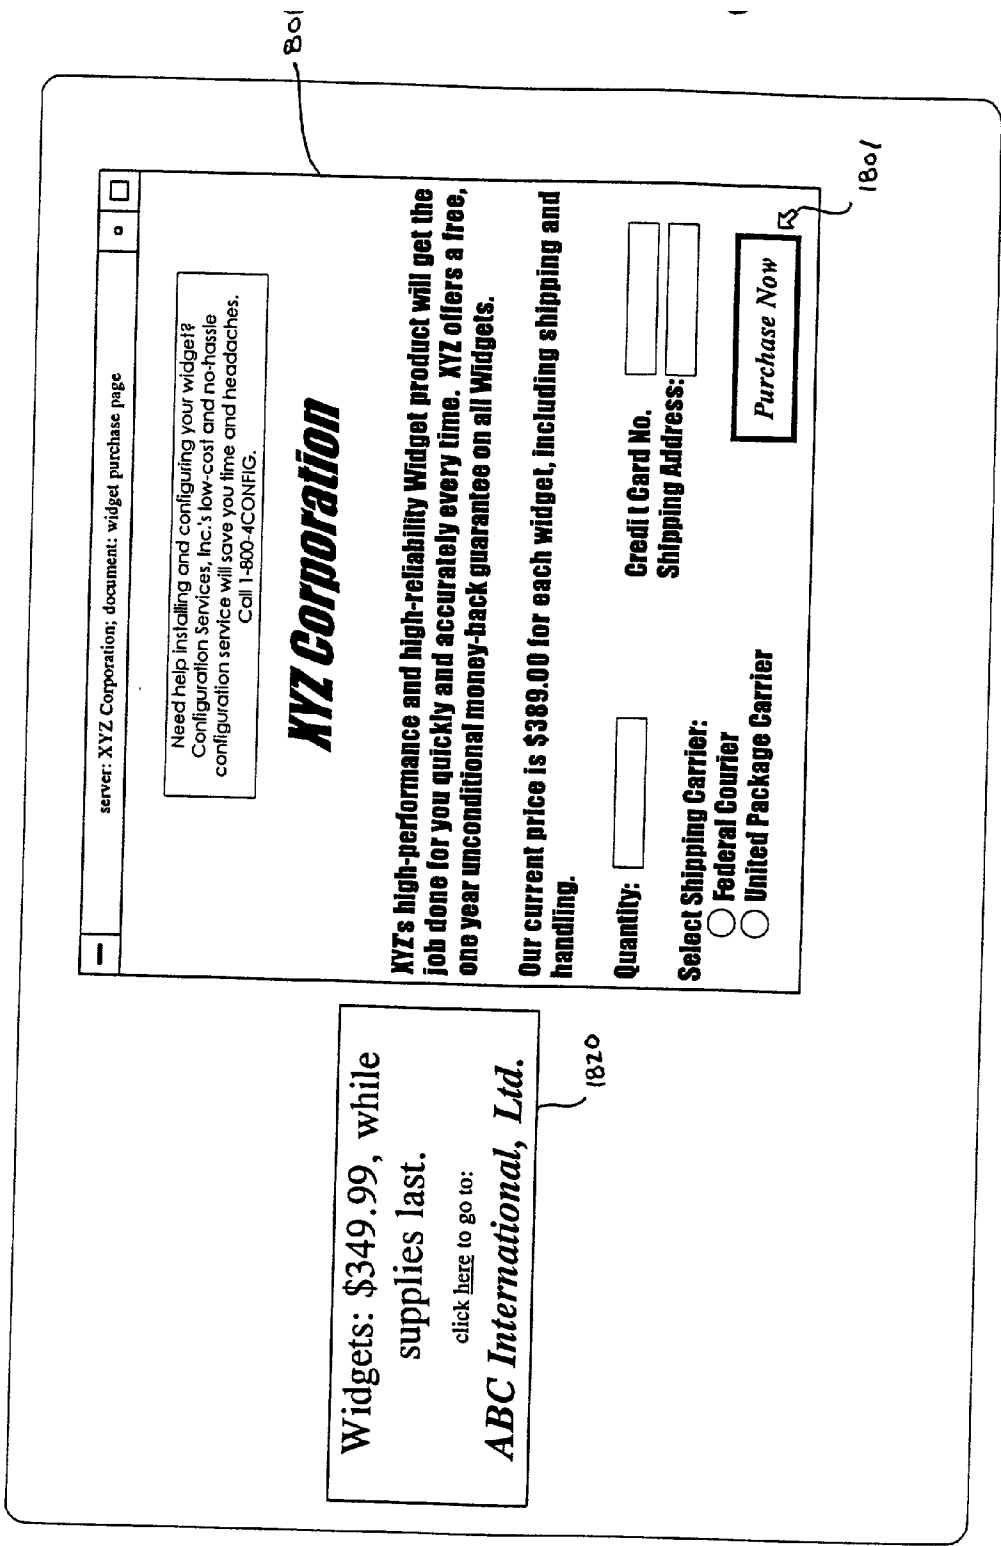 801
server: XYZ Corporation; document: widget purchase page
Need help installing and configuring your widget?
Configuration Services, Inc.'s low-cost and no-hassle
configuration service will save you time and headaches.
Call 1-800-4CONFIG.
XYZ Corporation
XYZ's high-performance and high-reliability Widget product will get the
job done for you quickly and accurately every time. XYZ offers a free,
one year unconditional money-back guarantee on all Widgets.
Our current price is $389.00 for each widget, including shipping and
handling.
Quantity:
Credit Card No.
Shipping Address:
Select Shipping Carrier:
Federal Courier
United Package Carrier
Purchase Now
1801
Widgets: $349.99, while
supplies last.
click here to go to:
ABC International, Ltd.
1820